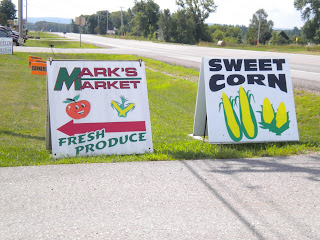 MARK'S
MARKET
FRESH
PRODUCE
SWEET
CORN